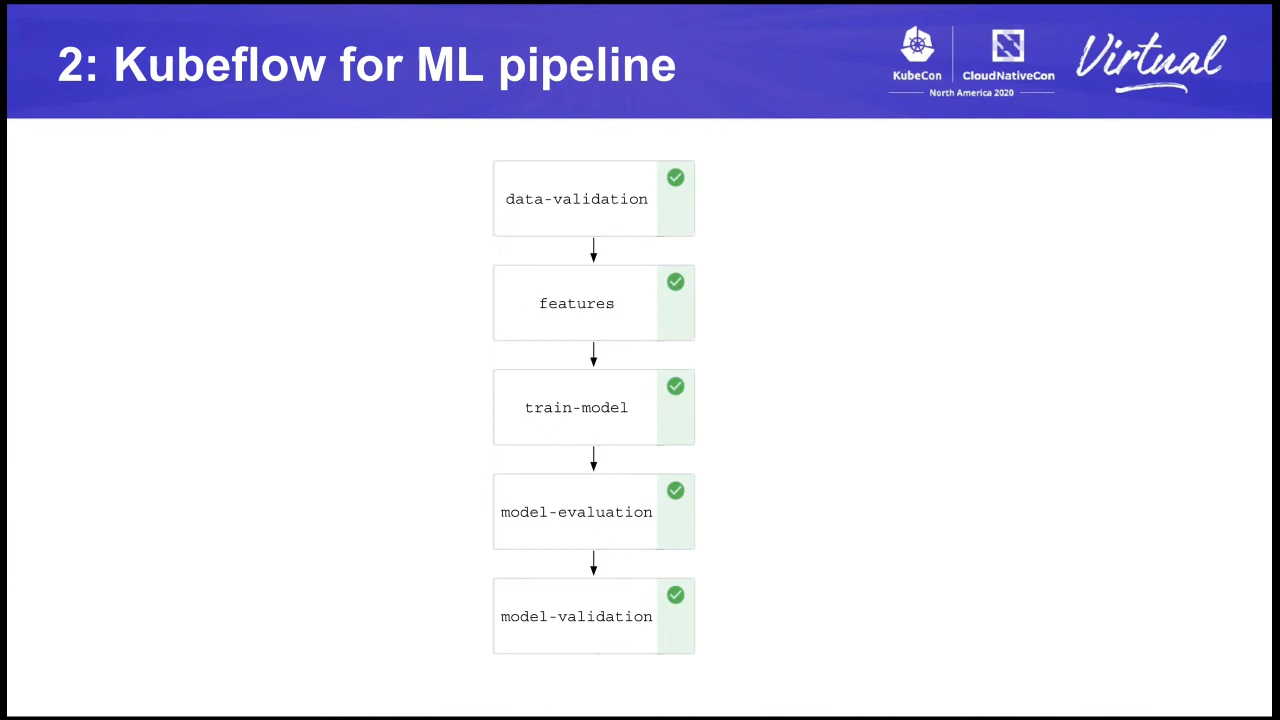 2: Kubeflow for ML pipeline
KubeCon
CloudNativeCon
North America 2020
Virtual
data-validation
features
train-model
model-evaluation
model-validation